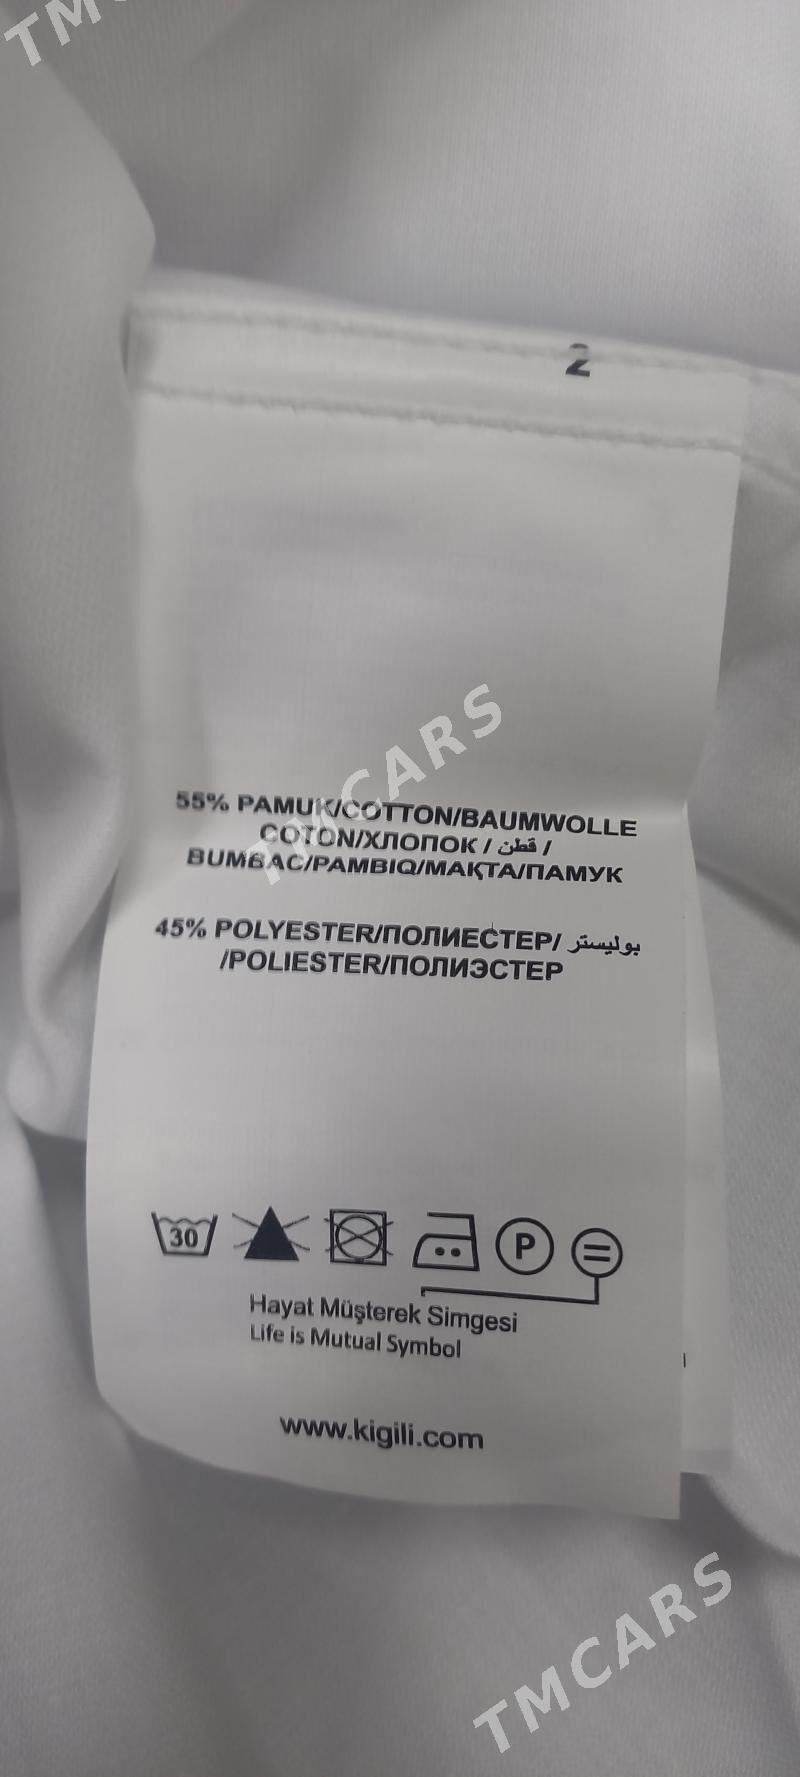 TMCARS
2
TMCARS
55% PAMUK/COTTON/BAUMWOLLE
COTON/ХЛОПОК / قطن /
BUMBAC/PAMBIQ/МАҚТА/ПАМУК
45% POLYESTER/ПОЛИЕСТЕР/ بوليستر
/POLIESTER/ПОЛИЭСТЕР
30
P
Hayat Müşterek Simgesi
Life is Mutual Symbol
www.kigili.com
TMCARS